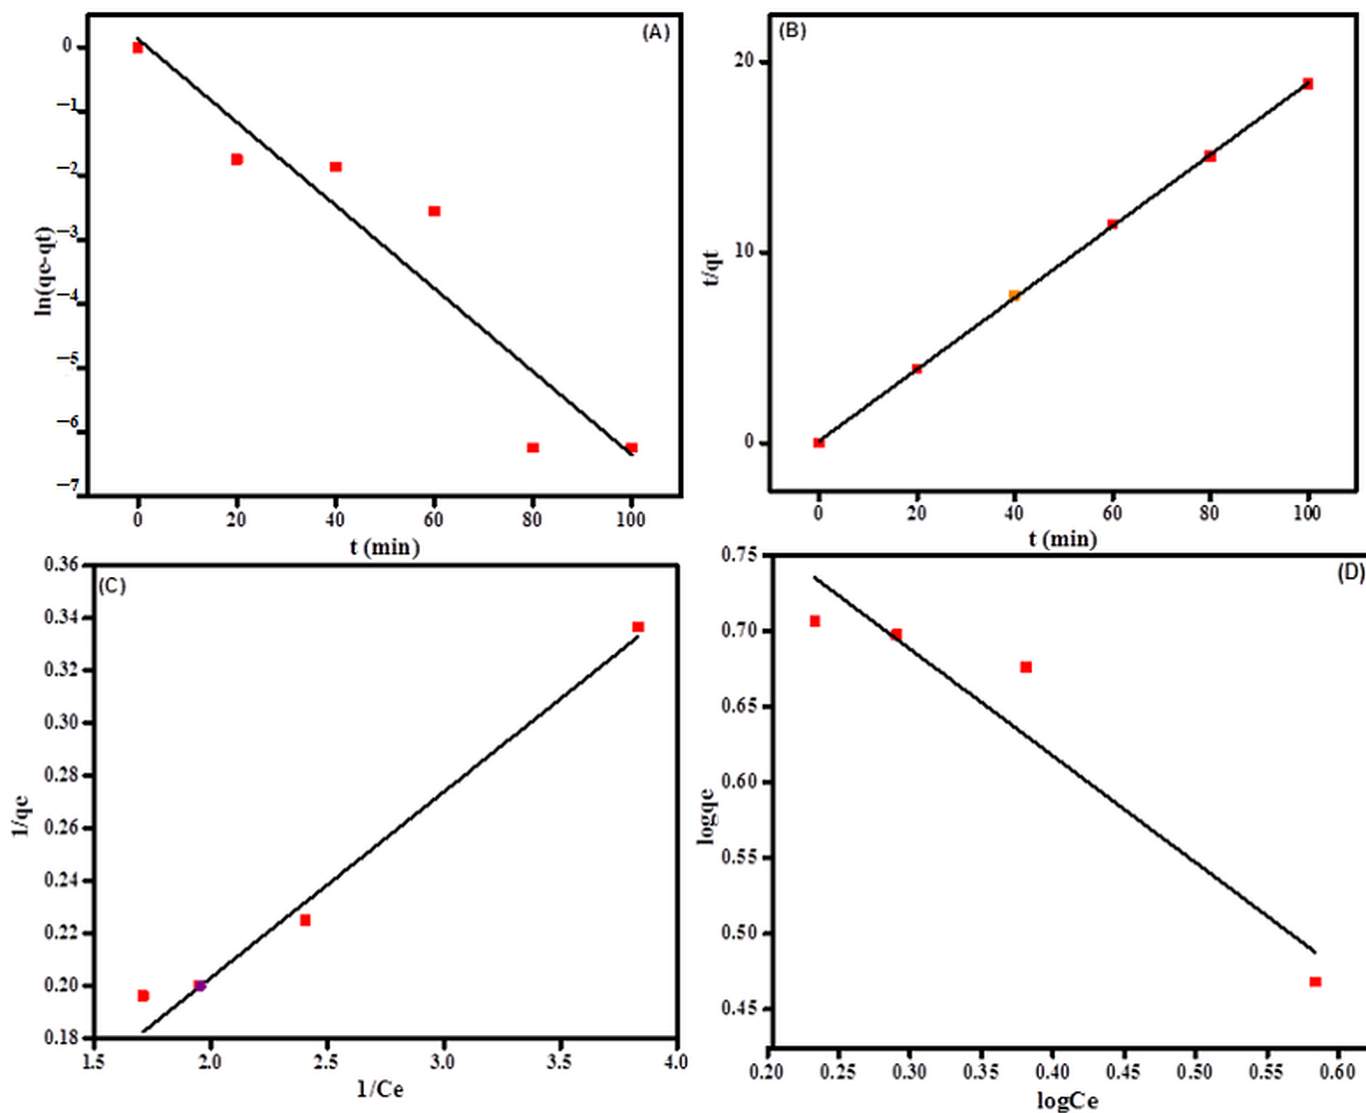 (A)
0
−1
−2
−3
−4
−5
−6
−7
ln(qe-qt)
0 20 40 60 80 100
t (min)
(B)
20
10
0
t/qt
0 20 40 60 80 100
t (min)
(C)
0.36
0.34
0.32
0.30
0.28
0.26
0.24
0.22
0.20
0.18
1/qe
1.5 2.0 2.5 3.0 3.5 4.0
1/Ce
(D)
0.75
0.70
0.65
0.60
0.55
0.50
0.45
logqe
0.20 0.25 0.30 0.35 0.40 0.45 0.50 0.55 0.60
logCe